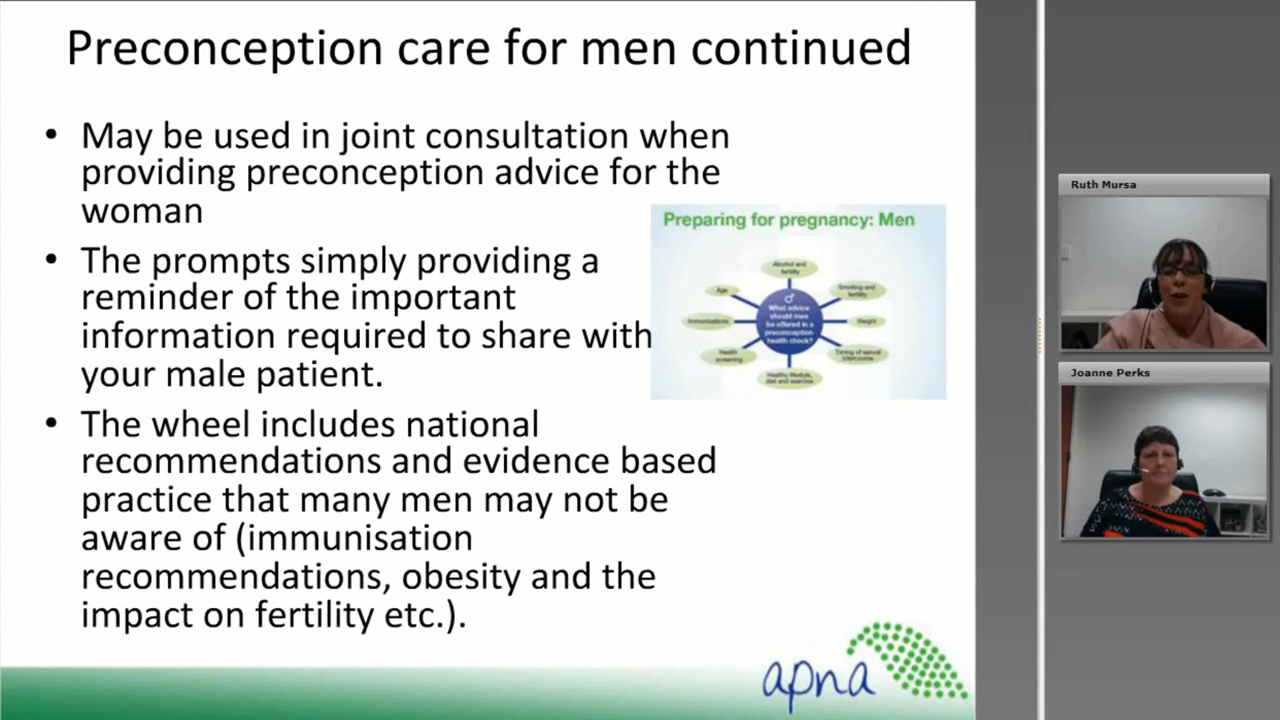 Preconception care for men continued
• May be used in joint consultation when
providing preconception advice for the
woman
• The prompts simply providing a
reminder of the important
information required to share with
your male patient.
• The wheel includes national
recommendations and evidence based
practice that many men may not be
aware of (immunisation
recommendations, obesity and the
impact on fertility etc.).
Preparing for pregnancy: Men
Alcohol and
fertility
Smoking and
fertility
Weight
Timing of sexual
intercourse
Healthy lifestyle,
diet and exercise
Health
screening
Immunisations
Age
What advice
should men
be offered in a
preconception
health check?
apna
Ruth Mursa
Joanne Perks